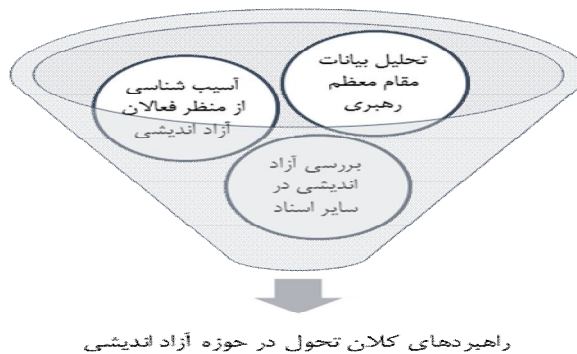 تحلیل بیانات
مقام معظم
رهبری
آسیب شناسی
از منظر فعالان
آزاد اندیشی
بررسی آزاد
اندیشی در
سایر اسناد
راهبردهای کلان تحول در حوزه آزاد اندیشی